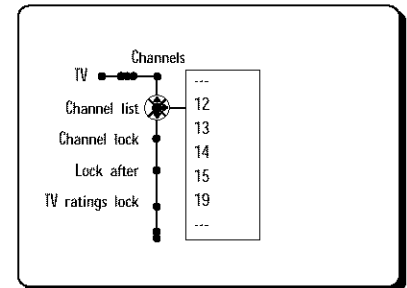 Channels
TV
---
Channel list
12
13
Channel lock
14
Lock after
15
TV ratings lock
19
---